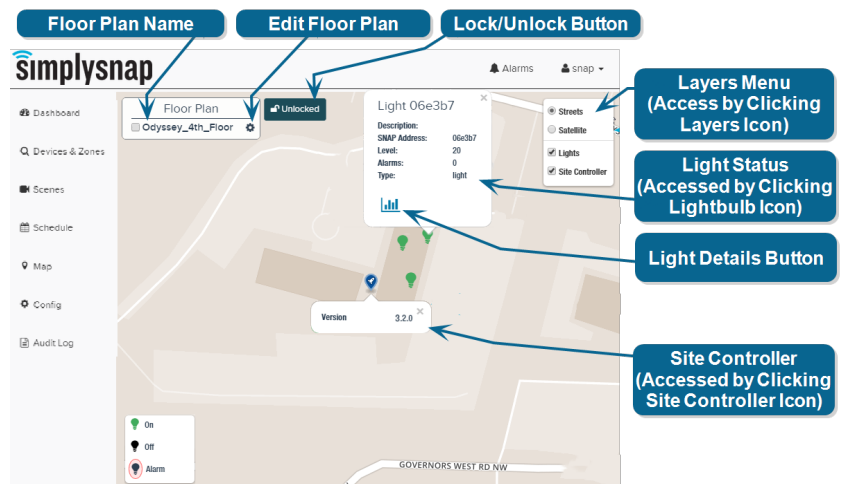 Floor Plan Name
Edit Floor Plan
Lock/Unlock Button
simplysnap
Alarms
snap
Layers Menu
(Access by Clicking
Layers Icon)
Dashboard
Devices & Zones
Scenes
Schedule
Map
Config
Audit Log
Floor Plan
Odyssey_4th_Floor
Unlocked
Light 06e3b7
Description:
SNAP Address: 06e3b7
Level: 20
Alarms: 0
Type: light
Streets
Satellite
Lights
Site Controller
Light Status
(Accessed by Clicking
Lightbulb Icon)
Light Details Button
Version 3.2.0
Site Controller
(Accessed by Clicking
Site Controller Icon)
On
Off
Alarm
GOVERNORS WEST RD NW